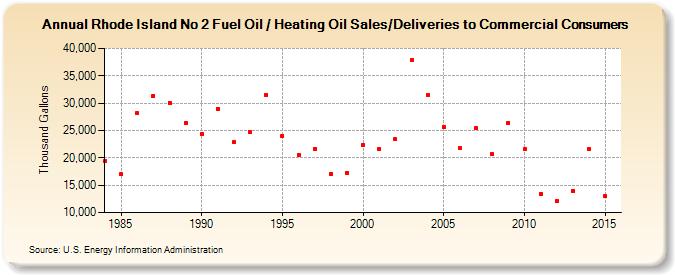 Annual Rhode Island No 2 Fuel Oil / Heating Oil Sales/Deliveries to Commercial Consumers
Thousand Gallons
40,000
35,000
30,000
25,000
20,000
15,000
10,000
1985 1990 1995 2000 2005 2010 2015
Source: U.S. Energy Information Administration